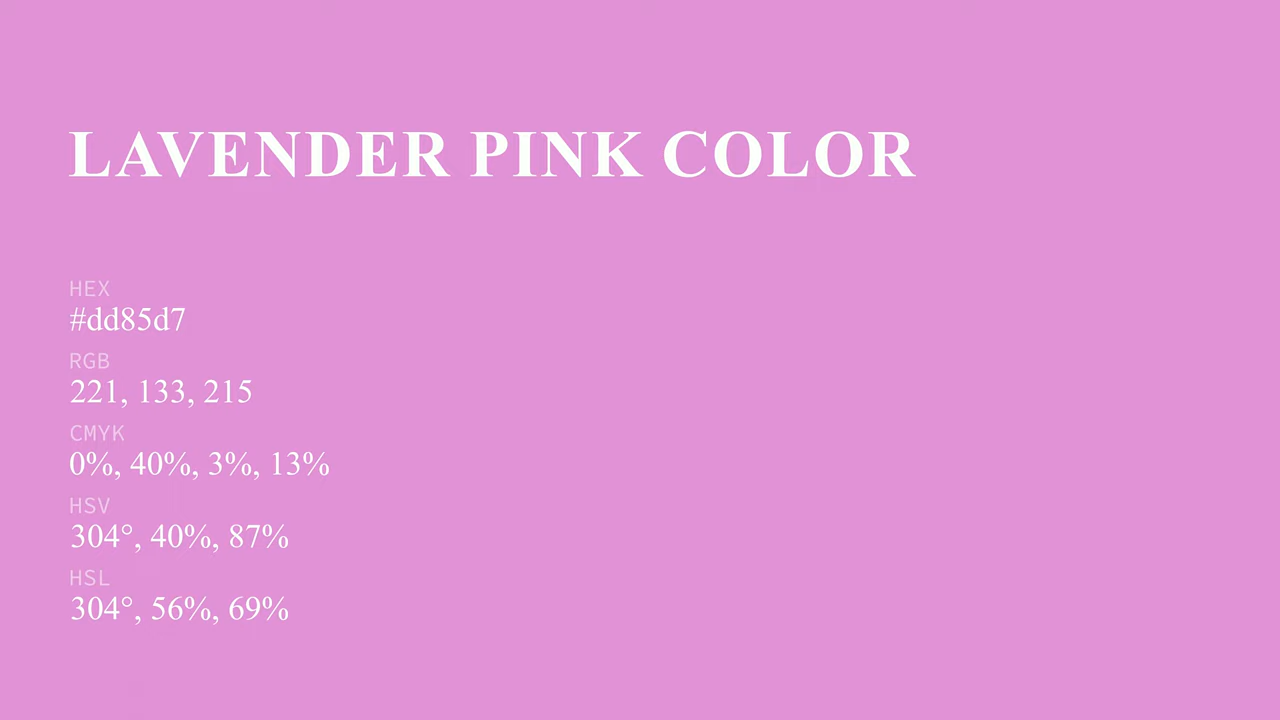 LAVENDER PINK COLOR
HEX
#dd85d7
RGB
221, 133, 215
CMYK
0%, 40%, 3%, 13%
HSV
304°, 40%, 87%
HSL
304°, 56%, 69%